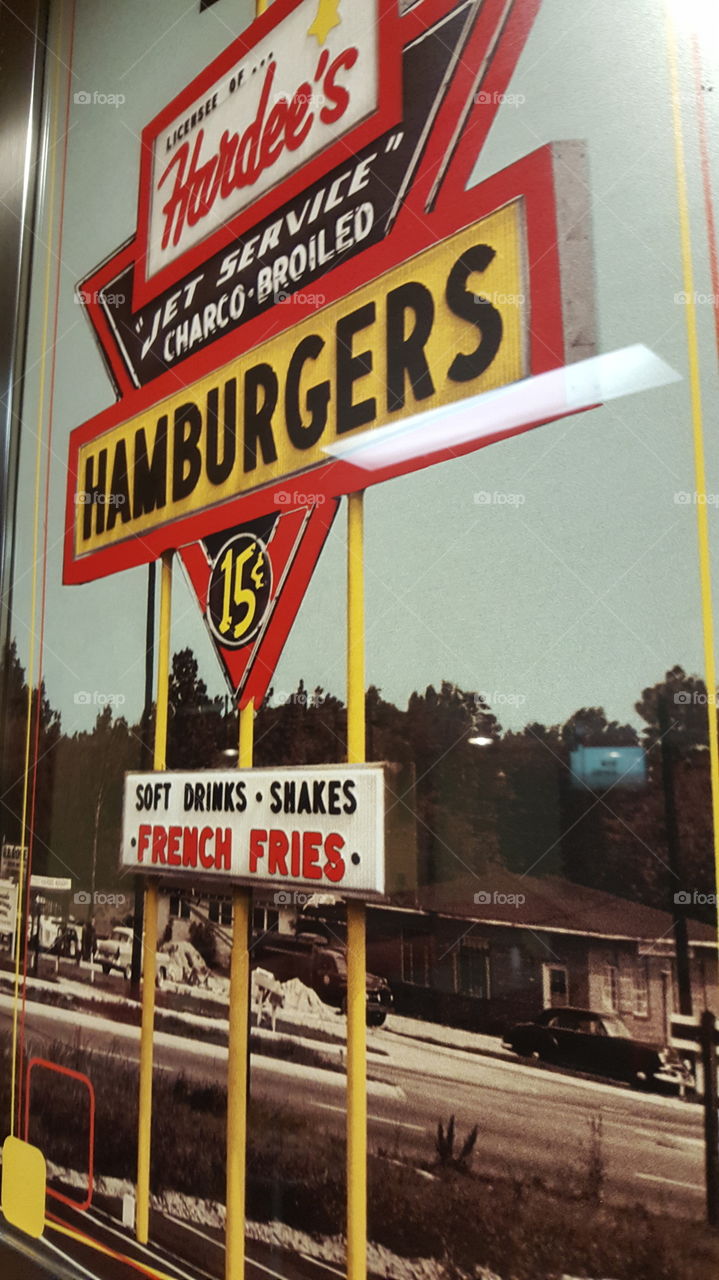 LICENSEE OF...
Hardee's
"JET SERVICE"
CHARCO-BROILED
HAMBURGERS
15¢
SOFT DRINKS · SHAKES
·FRENCH FRIES·